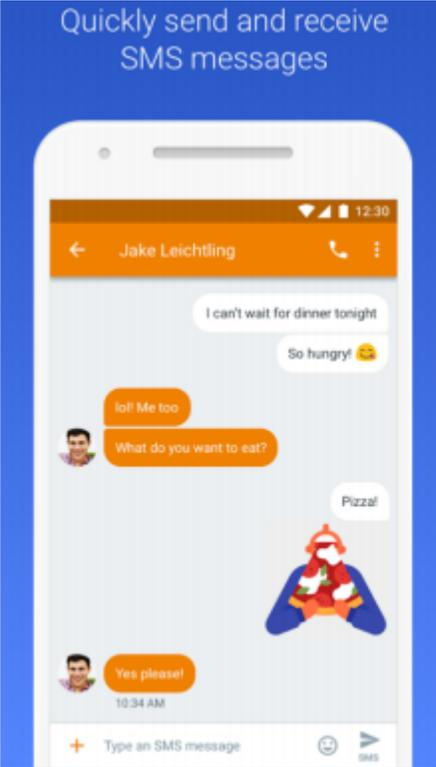 Quickly send and receive
SMS messages
12:30
Jake Leichtling
I can't wait for dinner tonight
So hungry! 😋
lol! Me too
What do you want to eat?
Pizza!
Yes please!
10:34 AM
Type an SMS message
SMS